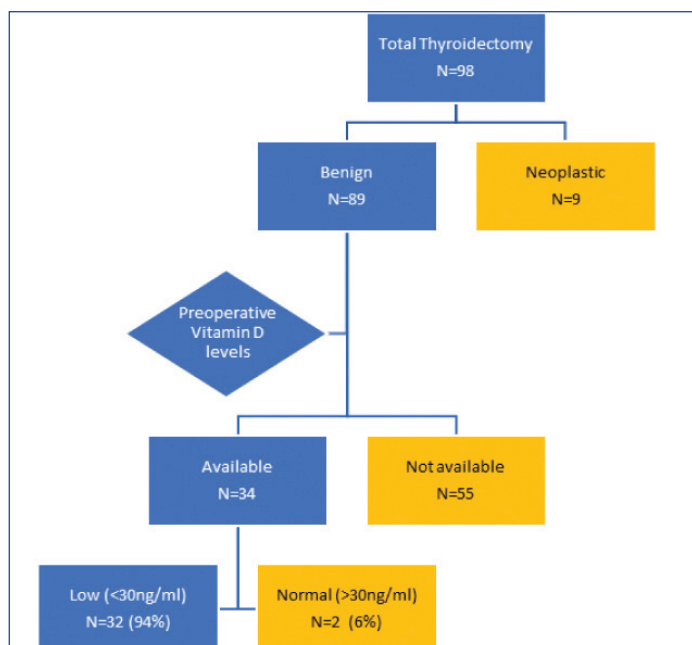 Total Thyroidectomy
N=98
Benign
N=89
Neoplastic
N=9
Preoperative
Vitamin D
levels
Available
N=34
Not available
N=55
Low (<30ng/ml)
N=32 (94%)
Normal (>30ng/ml)
N=2 (6%)